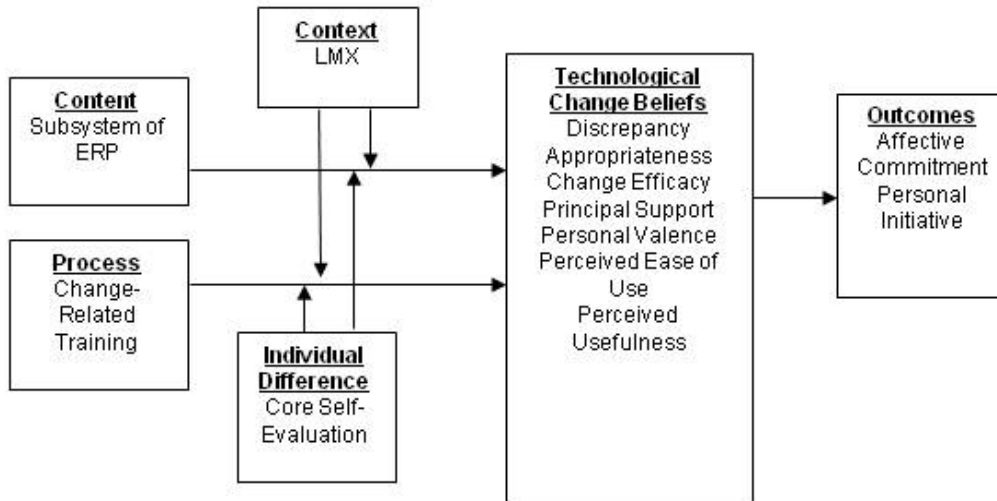 Context
LMX
Content
Subsystem of
ERP
Process
Change-
Related
Training
Individual
Difference
Core Self-
Evaluation
Technological
Change Beliefs
Discrepancy
Appropriateness
Change Efficacy
Principal Support
Personal Valence
Perceived Ease of
Use
Perceived
Usefulness
Outcomes
Affective
Commitment
Personal
Initiative